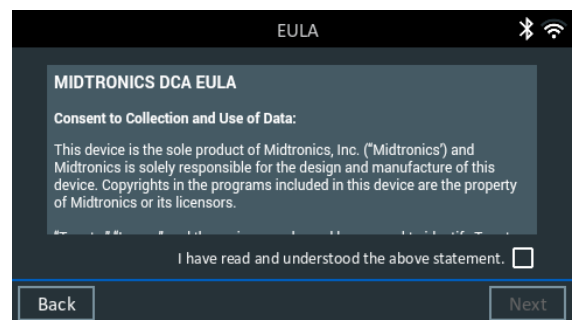 EULA
MIDTRONICS DCA EULA
Consent to Collection and Use of Data:
This device is the sole product of Midtronics, Inc. (“Midtronics’) and
Midtronics is solely responsible for the design and manufacture of this
device. Copyrights in the programs included in this device are the property
of Midtronics or its licensors.
I have read and understood the above statement.
Back
Next